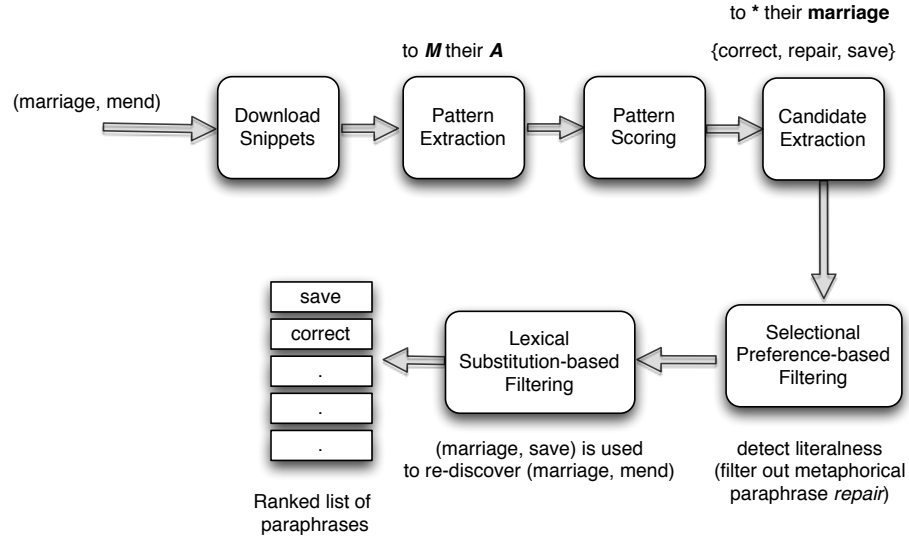 to * their marriage
to M their A
{correct, repair, save}
(marriage, mend)
Download
Snippets
Pattern
Extraction
Pattern
Scoring
Candidate
Extraction
save
correct
.
.
.
Ranked list of
paraphrases
Lexical
Substitution-based
Filtering
(marriage, save) is used
to re-discover (marriage, mend)
Selectional
Preference-based
Filtering
detect literalness
(filter out metaphorical
paraphrase repair)